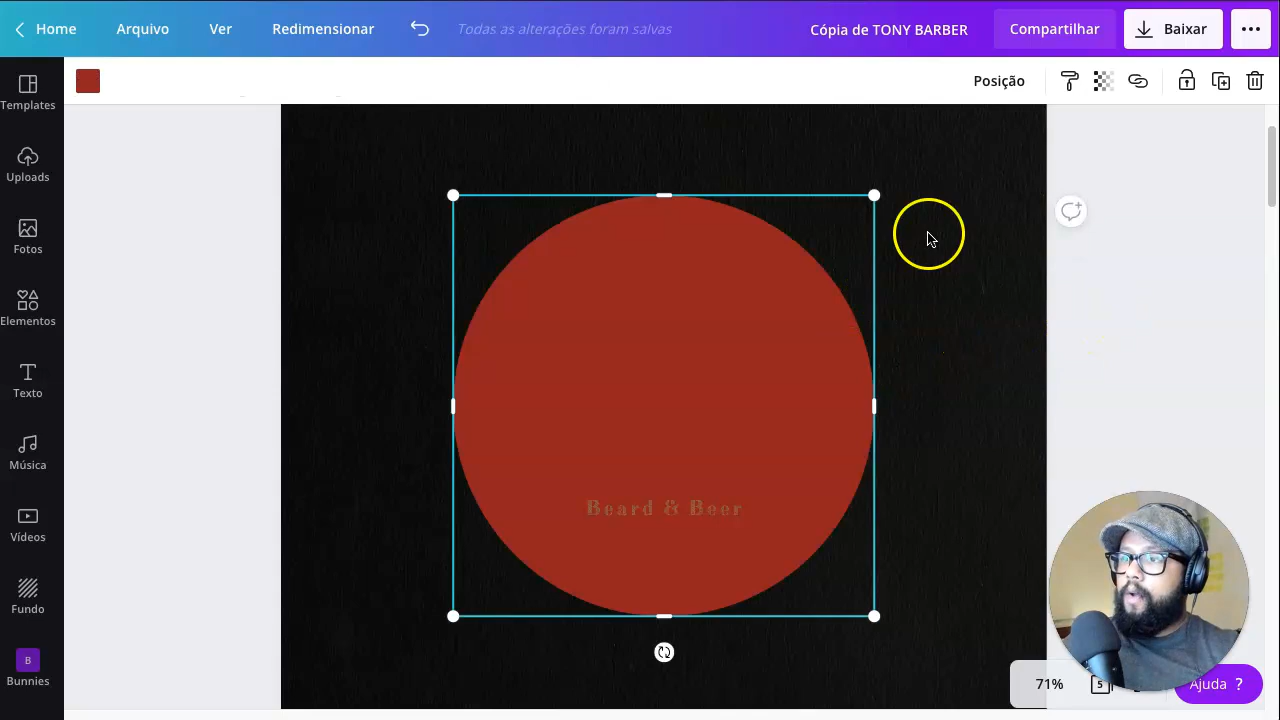 Home Arquivo Ver Redimensionar Todas as alterações foram salvas Cópia de TONY BARBER Compartilhar Baixar
Posição
Templates
Uploads
Fotos
Elementos
Texto
Música
Vídeos
Fundo
B
Bunnies
Beard & Beer
71% 5 Ajuda ?